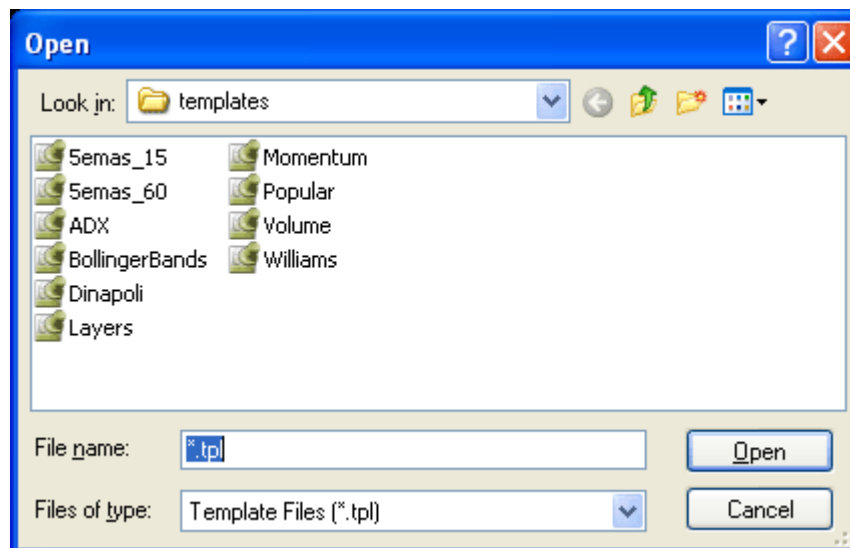 Open
Look in: templates
5emas_15
5emas_60
ADX
BollingerBands
Dinapoli
Layers
Momentum
Popular
Volume
Williams
File name: *.tpl
Open
Files of type: Template Files (*.tpl)
Cancel